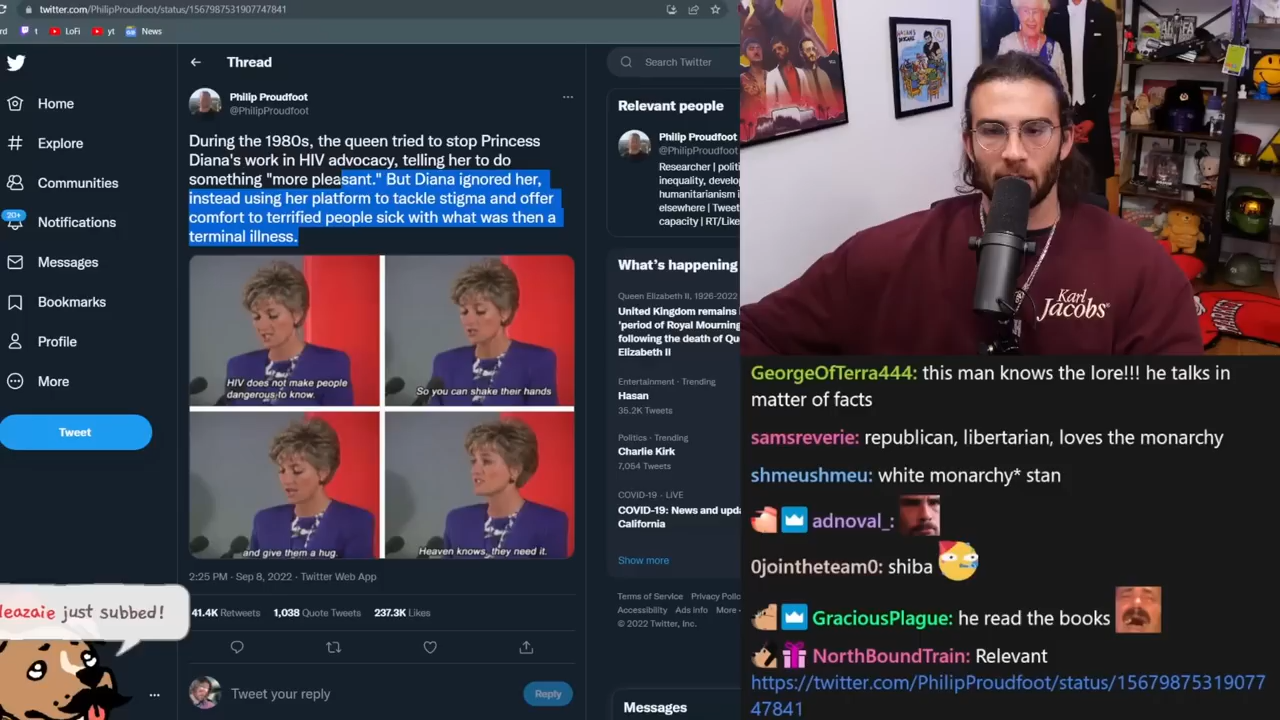 twitter.com/PhilipProudfoot/status/1567987531907747841
rd
t
LoFi
yt
News
Home
Explore
Communities
20+
Notifications
Messages
Bookmarks
Profile
More
Tweet
Thread
Philip Proudfoot
@PhilipProudfoot
During the 1980s, the queen tried to stop Princess
Diana's work in HIV advocacy, telling her to do
something "more pleasant." But Diana ignored her,
instead using her platform to tackle stigma and offer
comfort to terrified people sick with what was then a
terminal illness.
HIV does not make people
dangerous to know.
So you can shake their hands
and give them a hug.
Heaven knows, they need it.
2:25 PM · Sep 8, 2022 · Twitter Web App
41.4K Retweets 1,038 Quote Tweets 237.3K Likes
Tweet your reply
Reply
leazaie just subbed!
Search Twitter
Relevant people
Philip Proudfoot
@PhilipProudfoot
Researcher | polit
inequality, develo
humanitarianism i
elsewhere | Tweet
capacity | RT/Like
What's happening
Queen Elizabeth II, 1926-2022
United Kingdom remains
'period of Royal Mourning
following the death of Que
Elizabeth II
Entertainment · Trending
Hasan
35.2K Tweets
Politics · Trending
Charlie Kirk
7,054 Tweets
COVID-19 · LIVE
COVID-19: News and upda
California
Show more
Terms of Service Privacy Polic
Accessibility Ads info More
© 2022 Twitter, Inc.
Messages
Karl
Jacobs
GeorgeOfTerra444: this man knows the lore!!! he talks in
matter of facts
samsreverie: republican, libertarian, loves the monarchy
shmeushmeu: white monarchy* stan
adnoval_:
0jointheteam0: shiba
GraciousPlague: he read the books
NorthBoundTrain: Relevant
https://twitter.com/PhilipProudfoot/status/15679875319077
47841